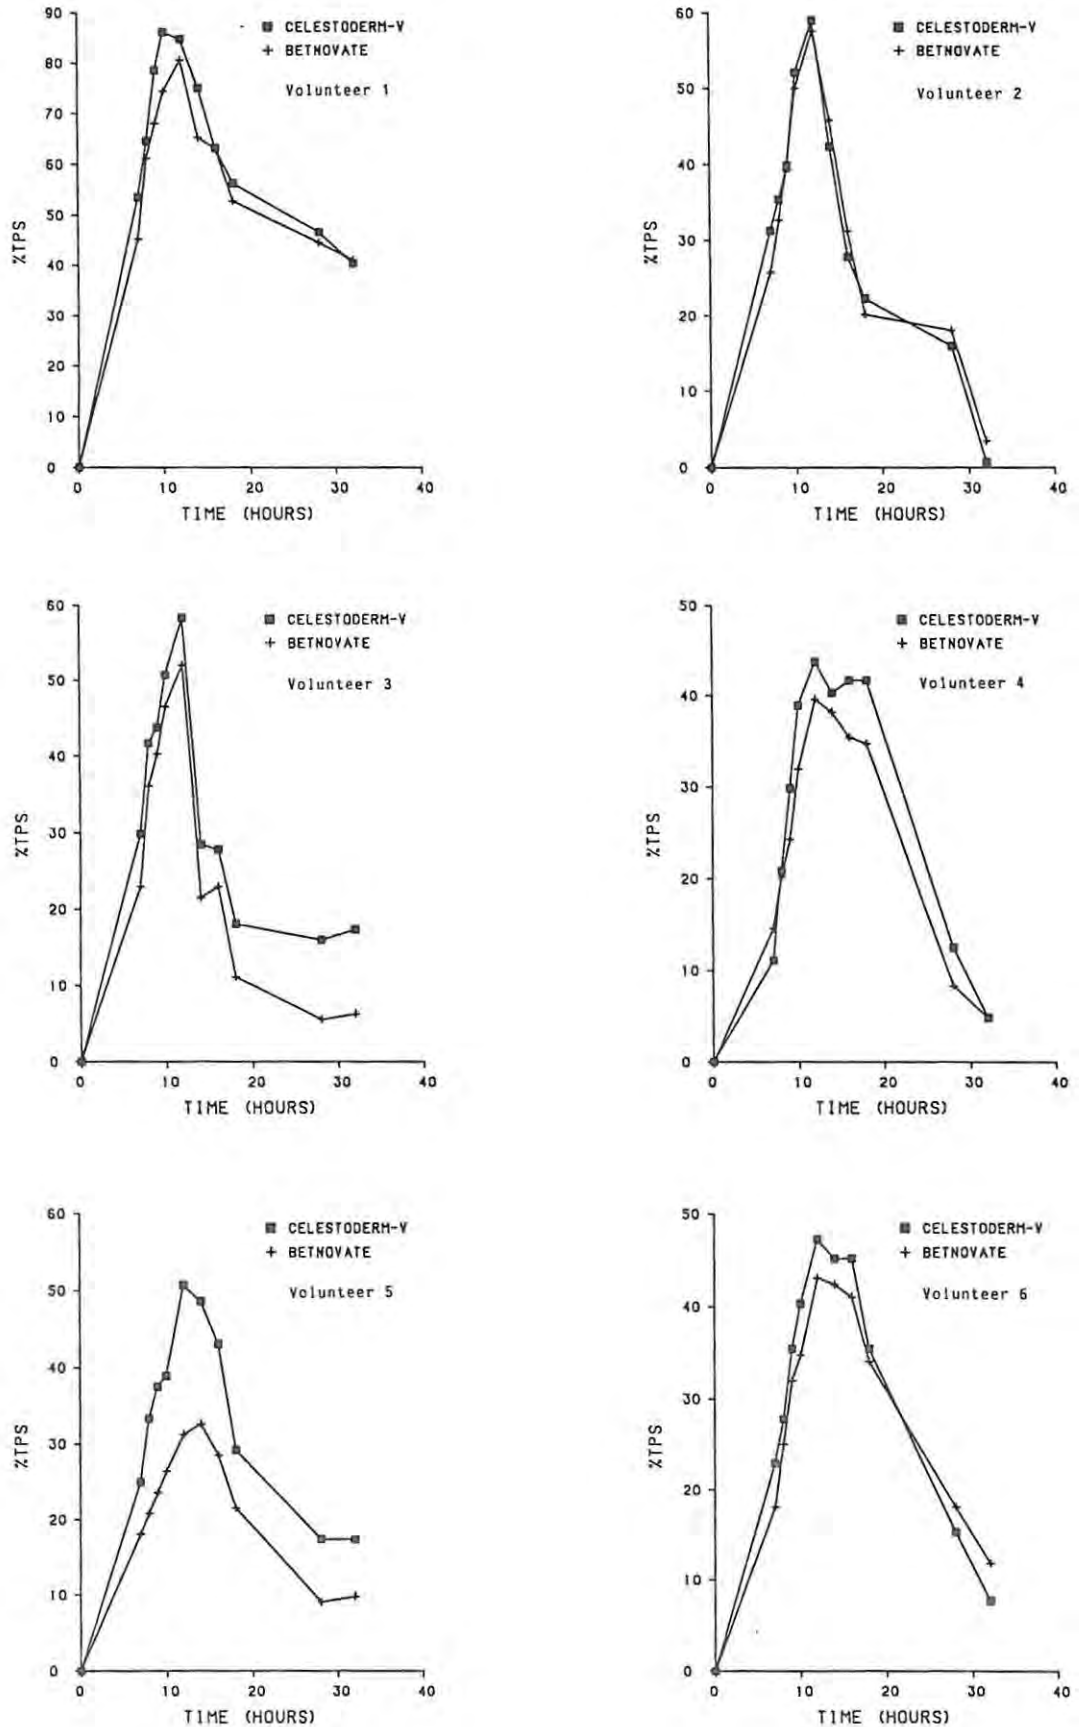 90
80
70
60
50
40
30
20
10
0
%TPS
CELESTODERM-V
BETNOVATE
Volunteer 1
0 10 20 30 40
TIME (HOURS)
60
50
40
30
20
10
0
%TPS
CELESTODERM-V
BETNOVATE
Volunteer 2
0 10 20 30 40
TIME (HOURS)
60
50
40
30
20
10
0
%TPS
CELESTODERM-V
BETNOVATE
Volunteer 3
0 10 20 30 40
TIME (HOURS)
50
40
30
20
10
0
%TPS
CELESTODERM-V
BETNOVATE
Volunteer 4
0 10 20 30 40
TIME (HOURS)
60
50
40
30
20
10
0
%TPS
CELESTODERM-V
BETNOVATE
Volunteer 5
0 10 20 30 40
TIME (HOURS)
50
40
30
20
10
0
%TPS
CELESTODERM-V
BETNOVATE
Volunteer 6
0 10 20 30 40
TIME (HOURS)